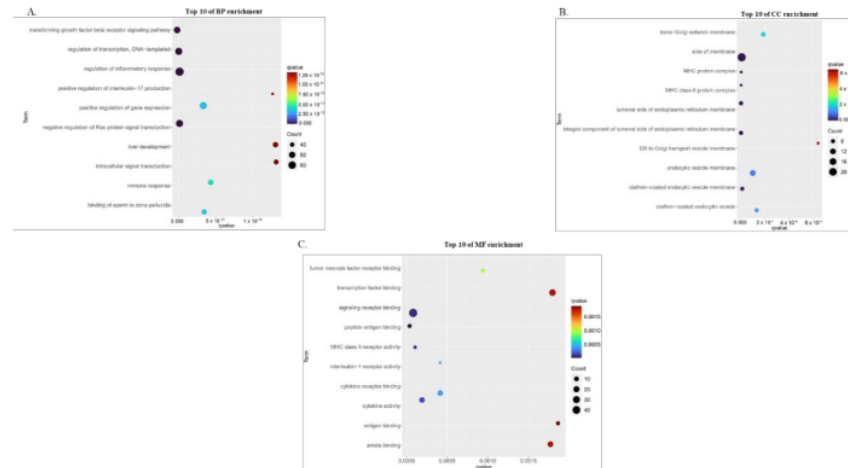 A.
Top 10 of BP enrichment
transforming growth factor beta receptor signaling pathway
regulation of transcription, DNA-templated
regulation of inflammatory response
positive regulation of interleukin-17 production
positive regulation of gene expression
negative regulation of Ras protein signal transduction
liver development
intracellular signal transduction
immune response
binding of sperm to zona pellucida
Term
0.000
qvalue
qvalue
0.000
Count
40
50
60
B.
Top 10 of CC enrichment
trans-Golgi network membrane
side of membrane
MHC protein complex
MHC class II protein complex
lumenal side of endoplasmic reticulum membrane
integral component of lumenal side of endoplasmic reticulum membrane
ER to Golgi transport vesicle membrane
endocytic vesicle membrane
clathrin-coated endocytic vesicle membrane
clathrin-coated endocytic vesicle
Term
0.000
qvalue
qvalue
Count
8
12
16
20
C.
Top 10 of MF enrichment
tumor necrosis factor receptor binding
transcription factor binding
signaling receptor binding
peptide antigen binding
MHC class II receptor activity
interleukin-1 receptor activity
cytokine receptor binding
cytokine activity
antigen binding
amide binding
Term
0.0000 0.0005 0.0010 0.0015
qvalue
qvalue
0.0015
0.0010
0.0005
Count
10
20
30
40